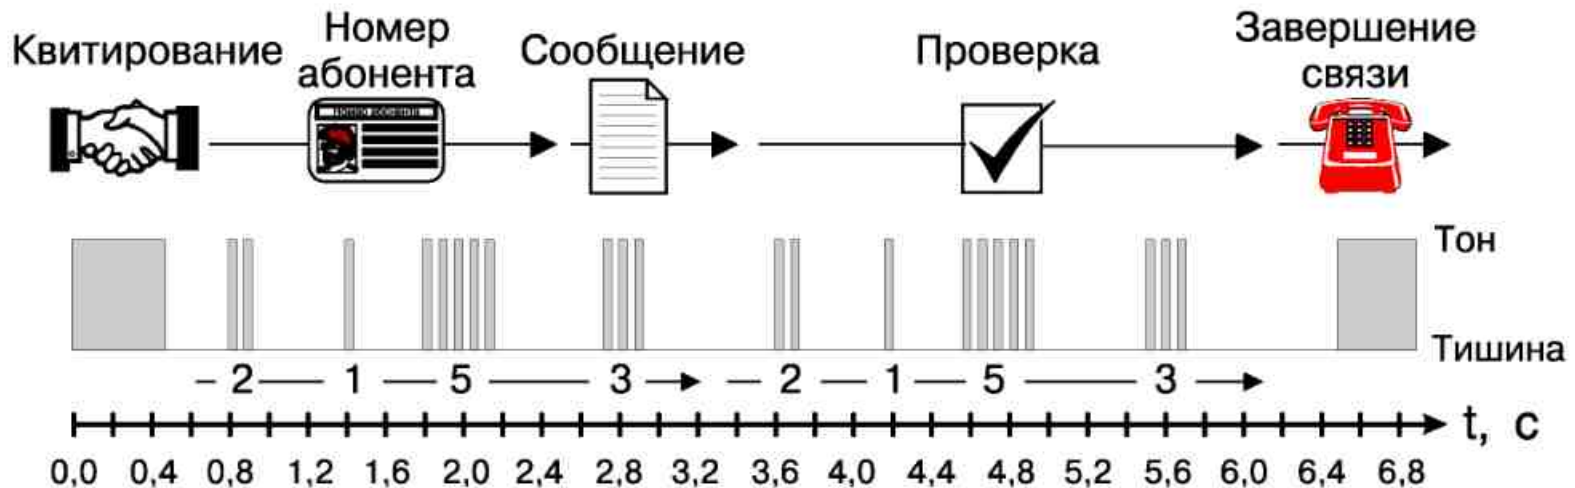 Квитирование
Номер
абонента
Сообщение
Проверка
Завершение
связи
Номер абонента
Тон
Тишина
2 1 5 3 2 1 5 3
t, с
0,0 0,4 0,8 1,2 1,6 2,0 2,4 2,8 3,2 3,6 4,0 4,4 4,8 5,2 5,6 6,0 6,4 6,8